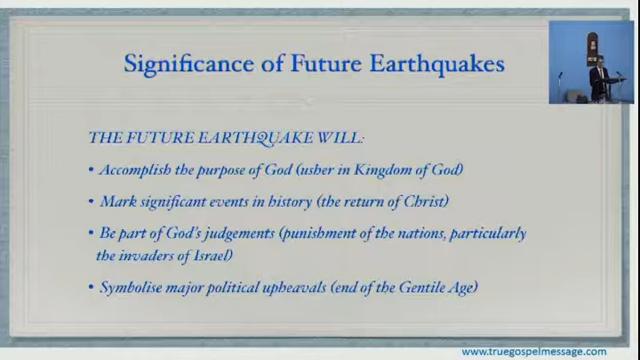 Significance of Future Earthquakes
THE FUTURE EARTHQUAKE WILL:
• Accomplish the purpose of God (usher in Kingdom of God)
• Mark significant events in history (the return of Christ)
• Be part of God's judgements (punishment of the nations, particularly
the invaders of Israel)
• Symbolise major political upheavals (end of the Gentile Age)
www.truegospelmessage.com